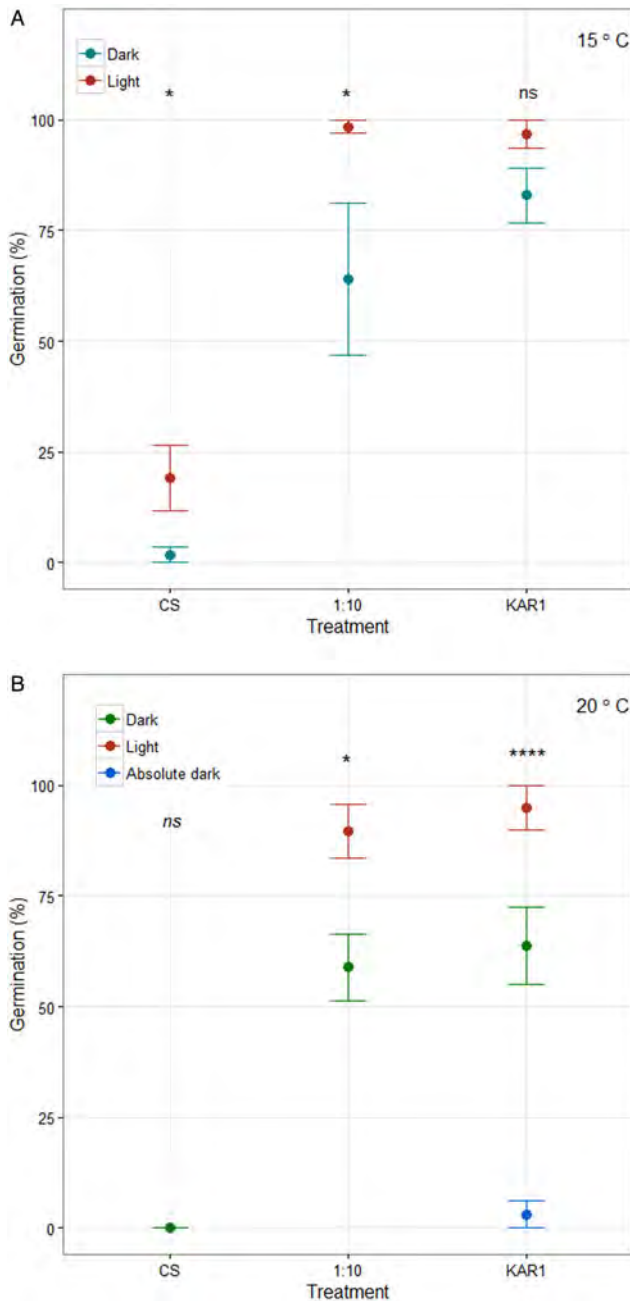 A
15 ° C
Dark
Light
*
*
ns
100
75
50
25
0
Germination (%)
CS
1:10
KAR1
Treatment
B
20 ° C
Dark
Light
Absolute dark
ns
*
****
100
75
50
25
0
Germination (%)
CS
1:10
KAR1
Treatment